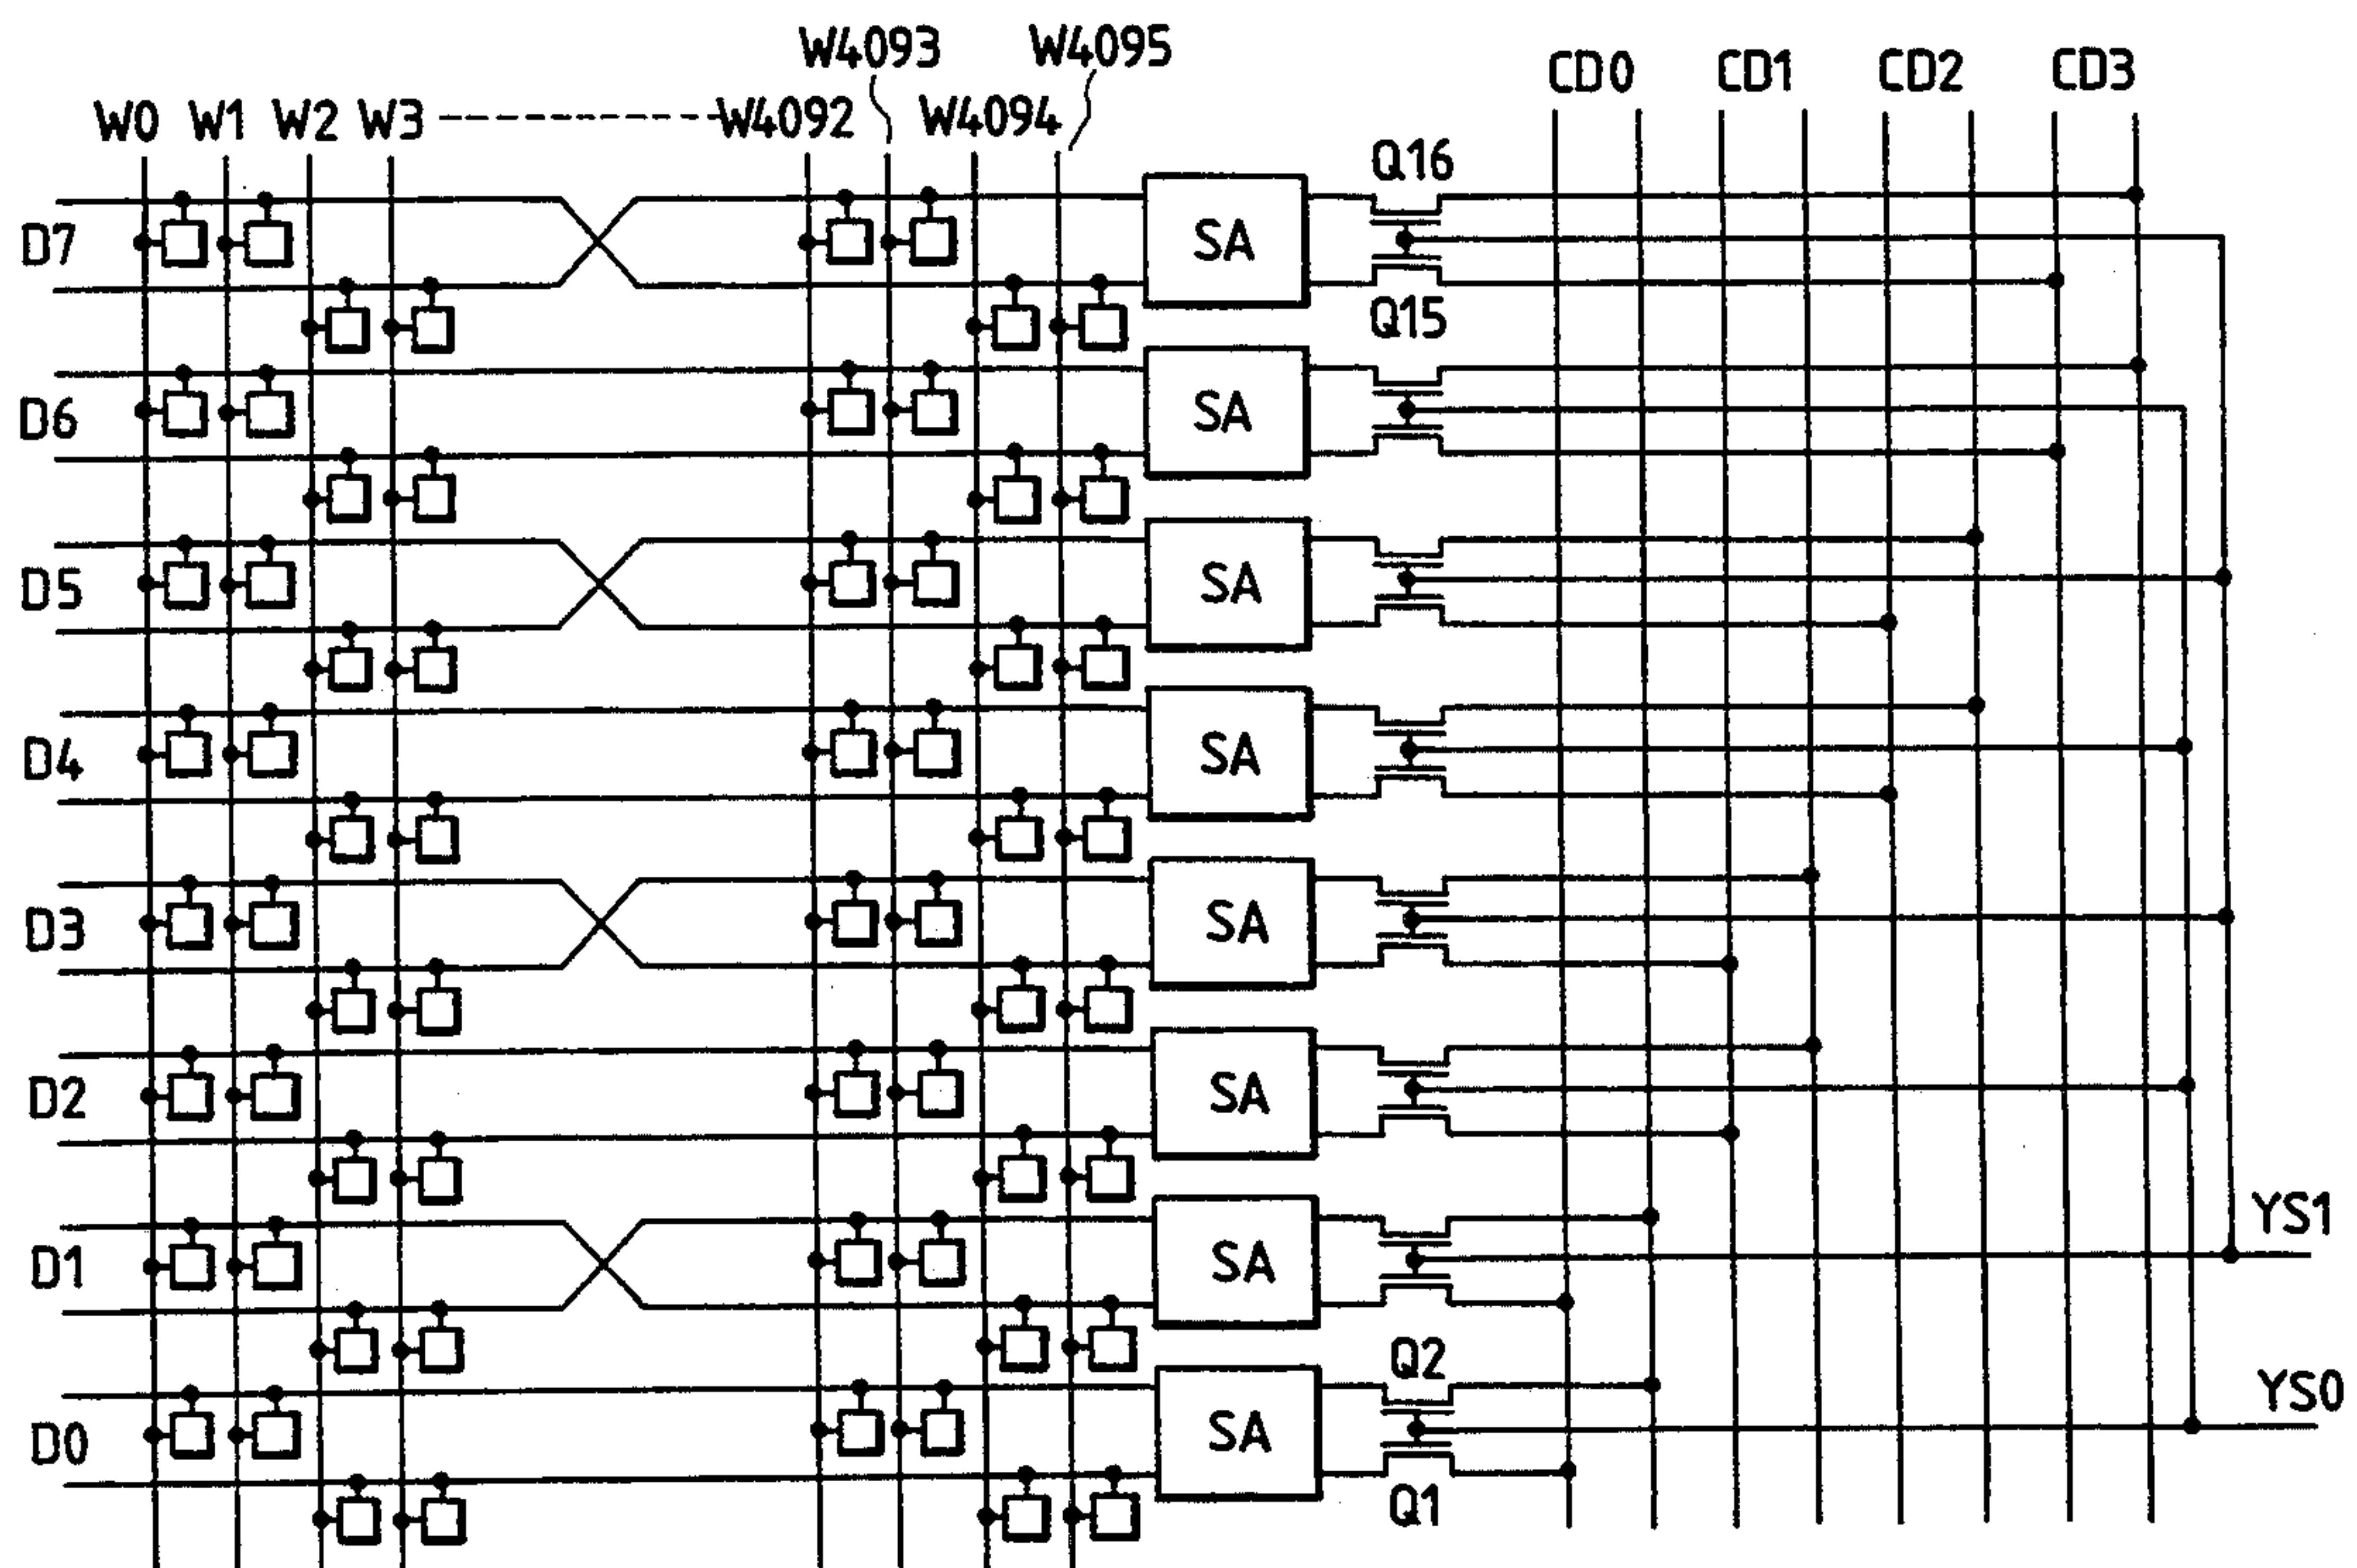 W4093 W4095
CD0 CD1 CD2 CD3
W0 W1 W2 W3 W4092 W4094
Q16
D7 SA
Q15
D6 SA
D5 SA
D4 SA
D3 SA
D2 SA
D1 SA YS1
Q2
D0 SA YS0
Q1